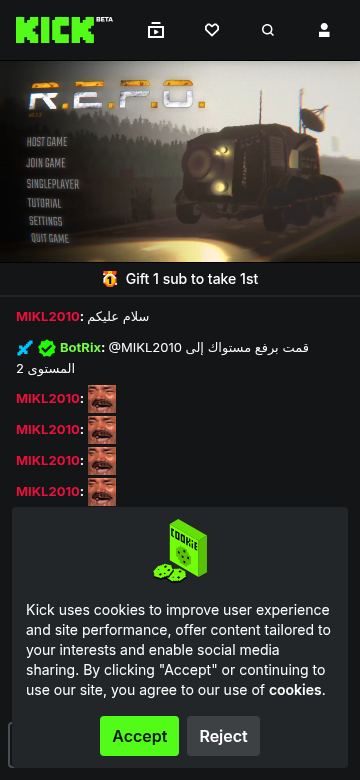 KICK BETA
R.E.P.O.
HOST GAME
JOIN GAME
SINGLEPLAYER
TUTORIAL
SETTINGS
QUIT GAME
Gift 1 sub to take 1st
MIKL2010: سلام عليكم
BotRix: @MIKL2010 قمت برفع مستواك إلى
المستوى 2
MIKL2010:
MIKL2010:
MIKL2010:
MIKL2010:
COOKIE
Kick uses cookies to improve user experience
and site performance, offer content tailored to
your interests and enable social media
sharing. By clicking "Accept" or continuing to
use our site, you agree to our use of cookies.
Accept Reject